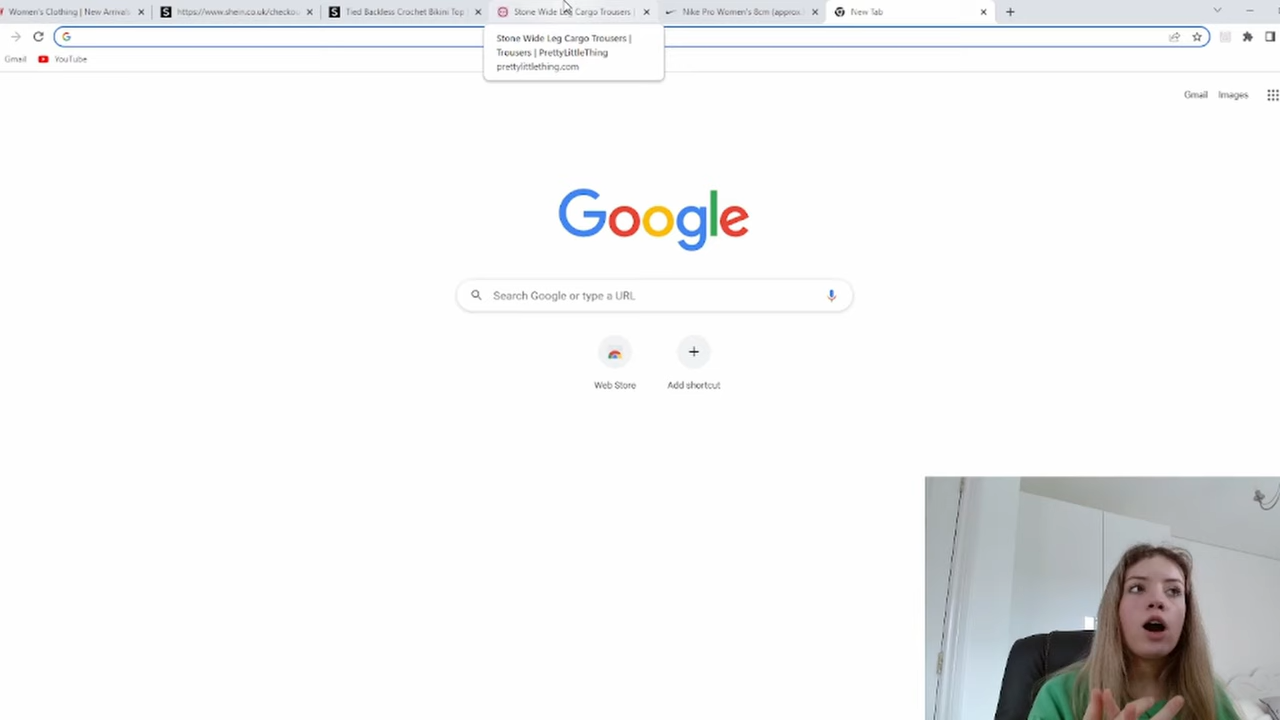 Women's Clothing | New Arrivals
https://www.shein.co.uk/checkou
Tied Backless Crochet Bikini Top
Stone Wide Leg Cargo Trousers |
Nike Pro Women's 8cm (approx.
New Tab
Stone Wide Leg Cargo Trousers |
Trousers | PrettyLittleThing
prettylittlething.com
Gmail
YouTube
Gmail
Images
Google
Search Google or type a URL
Web Store
Add shortcut